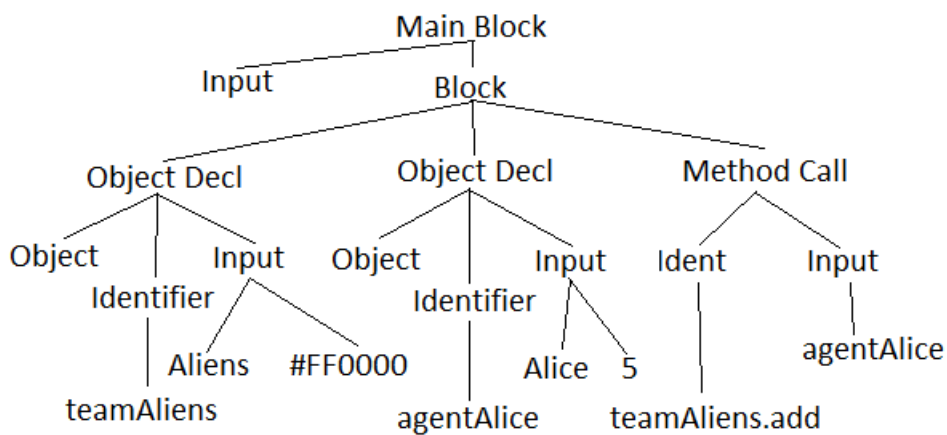 Main Block
Input
Block
Object Decl
Object Decl
Method Call
Object
Input
Object
Input
Ident
Input
Identifier
Identifier
agentAlice
Aliens
#FF0000
Alice
5
teamAliens
agentAlice
teamAliens.add